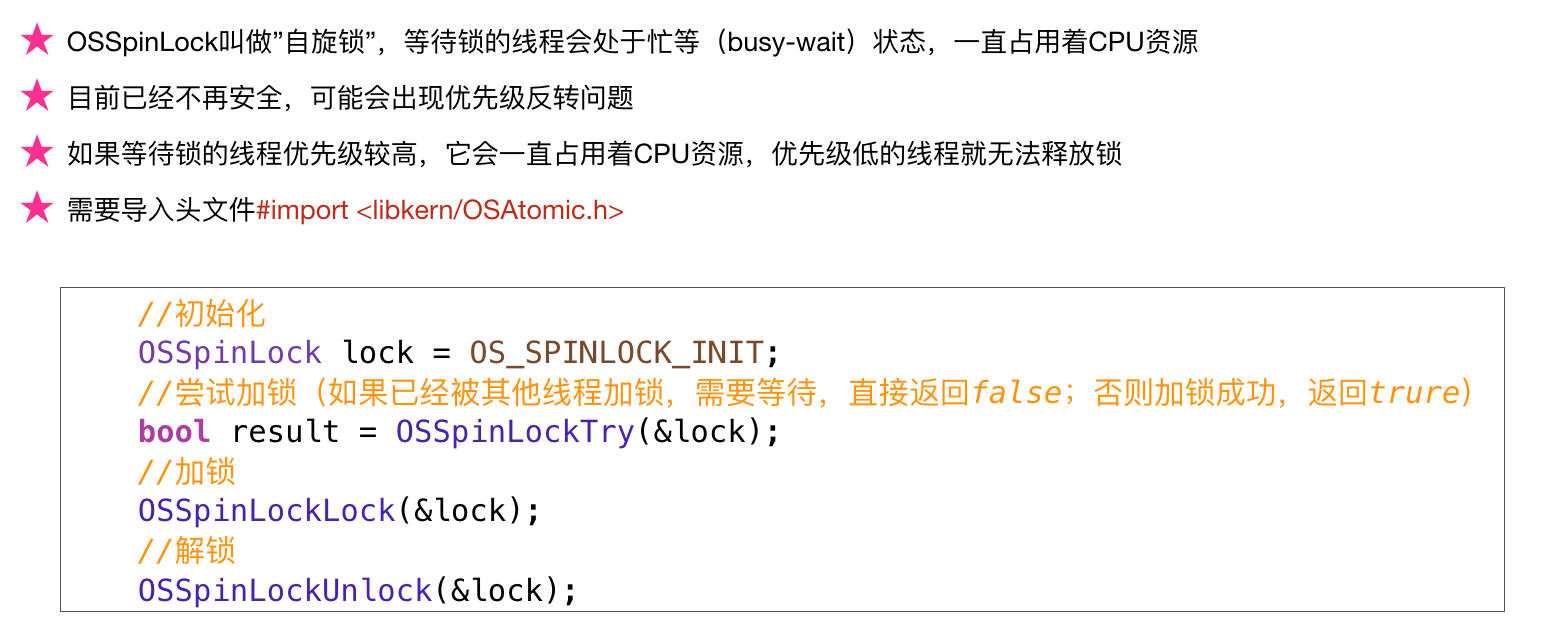 ★ OSSpinLock叫做”自旋锁”，等待锁的线程会处于忙等（busy-wait）状态，一直占用着CPU资源
★ 目前已经不再安全，可能会出现优先级反转问题
★ 如果等待锁的线程优先级较高，它会一直占用着CPU资源，优先级低的线程就无法释放锁
★ 需要导入头文件#import <libkern/OSAtomic.h>
//初始化
OSSpinLock lock = OS_SPINLOCK_INIT;
//尝试加锁（如果已经被其他线程加锁，需要等待，直接返回false；否则加锁成功，返回trure）
bool result = OSSpinLockTry(&lock);
//加锁
OSSpinLockLock(&lock);
//解锁
OSSpinLockUnlock(&lock);